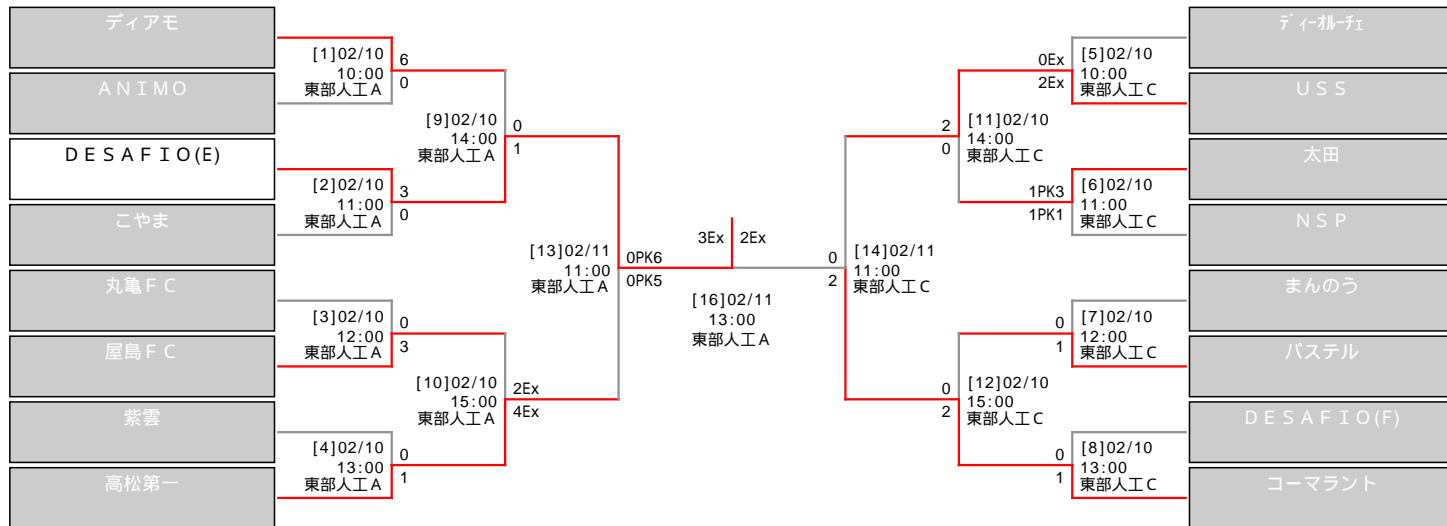 ディアモ
ＡＮＩＭＯ
ＤＥＳＡＦＩＯ(E)
こやま
丸亀ＦＣ
屋島ＦＣ
紫雲
高松第一
[1]02/10
10:00
東部人工Ａ
6
0
[2]02/10
11:00
東部人工Ａ
3
0
[3]02/10
12:00
東部人工Ａ
0
3
[4]02/10
13:00
東部人工Ａ
0
1
[9]02/10
14:00
東部人工Ａ
0
1
[10]02/10
15:00
東部人工Ａ
2Ex
4Ex
[13]02/11
11:00
東部人工Ａ
0PK6
0PK5
3Ex
2Ex
[16]02/11
13:00
東部人工Ａ
0
2
[14]02/11
11:00
東部人工Ｃ
2
0
[11]02/10
14:00
東部人工Ｃ
0
2
[12]02/10
15:00
東部人工Ｃ
0Ex
2Ex
[5]02/10
10:00
東部人工Ｃ
1PK3
1PK1
[6]02/10
11:00
東部人工Ｃ
0
1
[7]02/10
12:00
東部人工Ｃ
0
1
[8]02/10
13:00
東部人工Ｃ
ディーオルーチェ
ＵＳＳ
太田
ＮＳＰ
まんのう
パステル
ＤＥＳＡＦＩＯ(F)
コーマラント